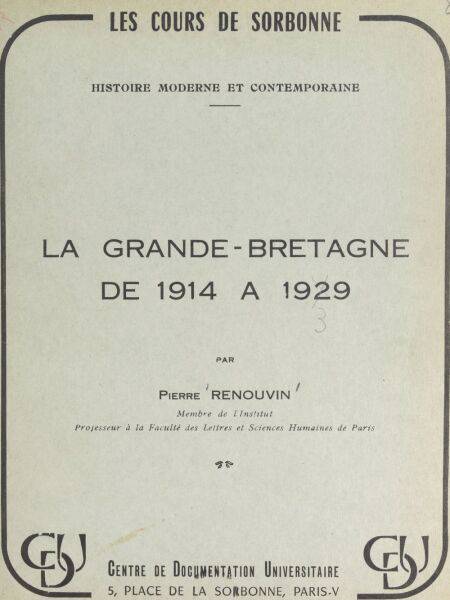 LES COURS DE SORBONNE
HISTOIRE MODERNE ET CONTEMPORAINE
LA GRANDE-BRETAGNE
DE 1914 A 1929
3
PAR
PIERRE RENOUVIN
Membre de l'Institut
Professeur à la Faculté des Lettres et Sciences Humaines de Paris
CDU
CDU
CENTRE DE DOCUMENTATION UNIVERSITAIRE
5, PLACE DE LA SORBONNE, PARIS-V